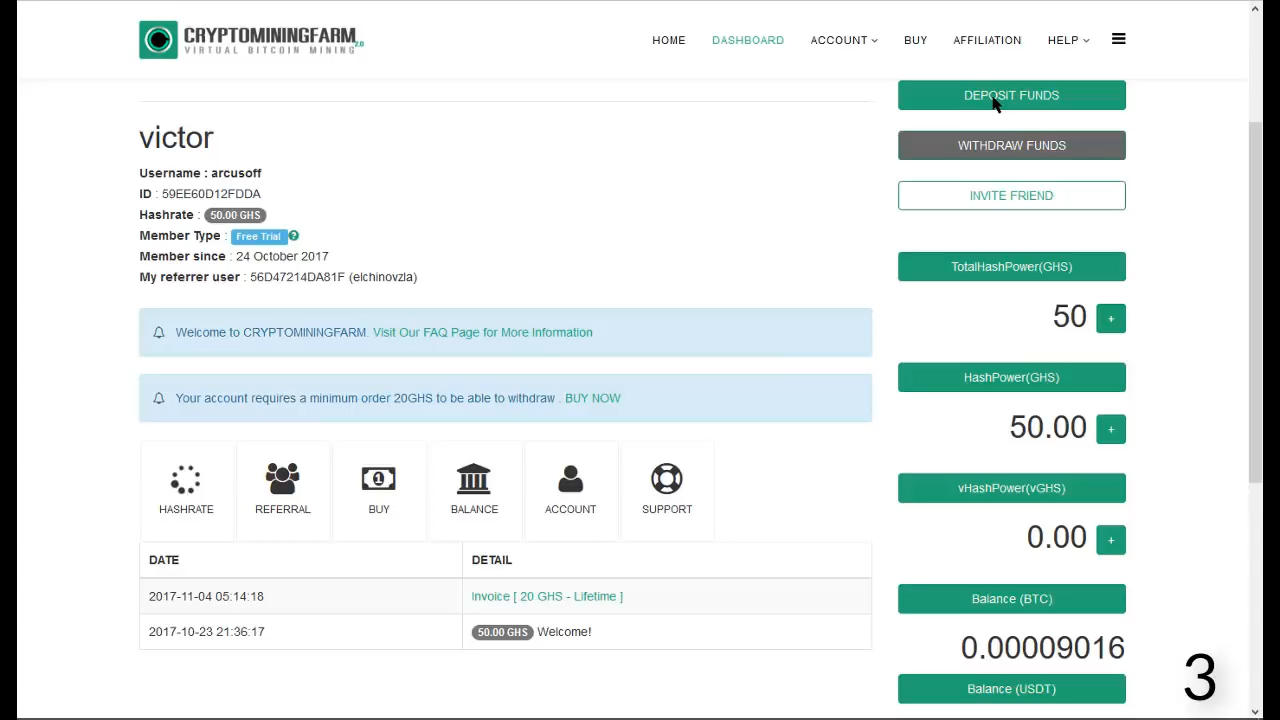 CRYPTOMININGFARM 2.0
VIRTUAL BITCOIN MINING
HOME DASHBOARD ACCOUNT BUY AFFILIATION HELP
DEPOSIT FUNDS
WITHDRAW FUNDS
INVITE FRIEND
victor
Username : arcusoff
ID : 59EE60D12FDDA
Hashrate : 50.00 GHS
Member Type : Free Trial ?
Member since : 24 October 2017
My referrer user : 56D47214DA81F (elchinovzla)
Welcome to CRYPTOMININGFARM. Visit Our FAQ Page for More Information
Your account requires a minimum order 20GHS to be able to withdraw . BUY NOW
HASHRATE REFERRAL BUY BALANCE ACCOUNT SUPPORT
DATE DETAIL
2017-11-04 05:14:18 Invoice [ 20 GHS - Lifetime ]
2017-10-23 21:36:17 50.00 GHS Welcome!
TotalHashPower(GHS)
50 +
HashPower(GHS)
50.00 +
vHashPower(vGHS)
0.00 +
Balance (BTC)
0.00009016
Balance (USDT)
3